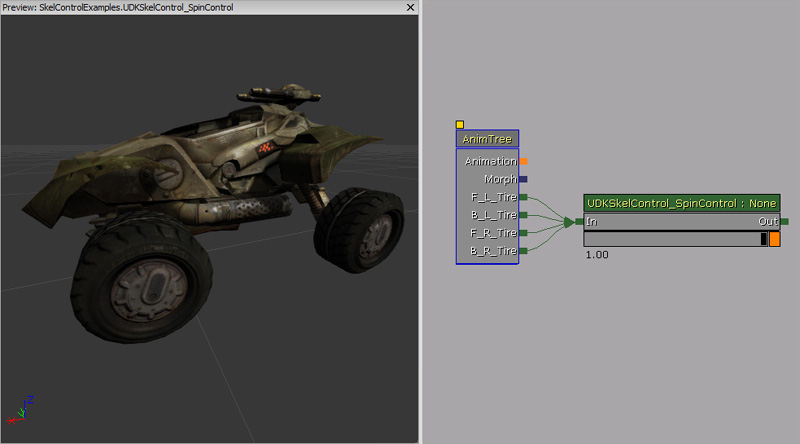 Preview: SkelControlExamples.UDKSkelControl_SpinControl
AnimTree
Animation
Morph
F_L_Tire
B_L_Tire
F_R_Tire
B_R_Tire
UDKSkelControl_SpinControl : None
In Out
1.00
Z
Y
X